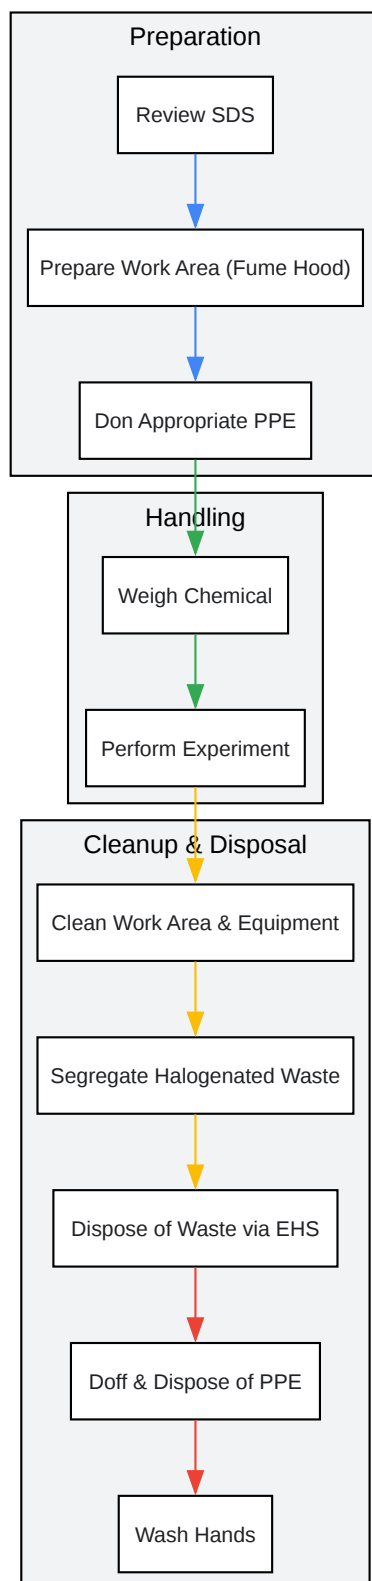 Preparation
Review SDS
Prepare Work Area (Fume Hood)
Don Appropriate PPE
Handling
Weigh Chemical
Perform Experiment
Cleanup & Disposal
Clean Work Area & Equipment
Segregate Halogenated Waste
Dispose of Waste via EHS
Doff & Dispose of PPE
Wash Hands